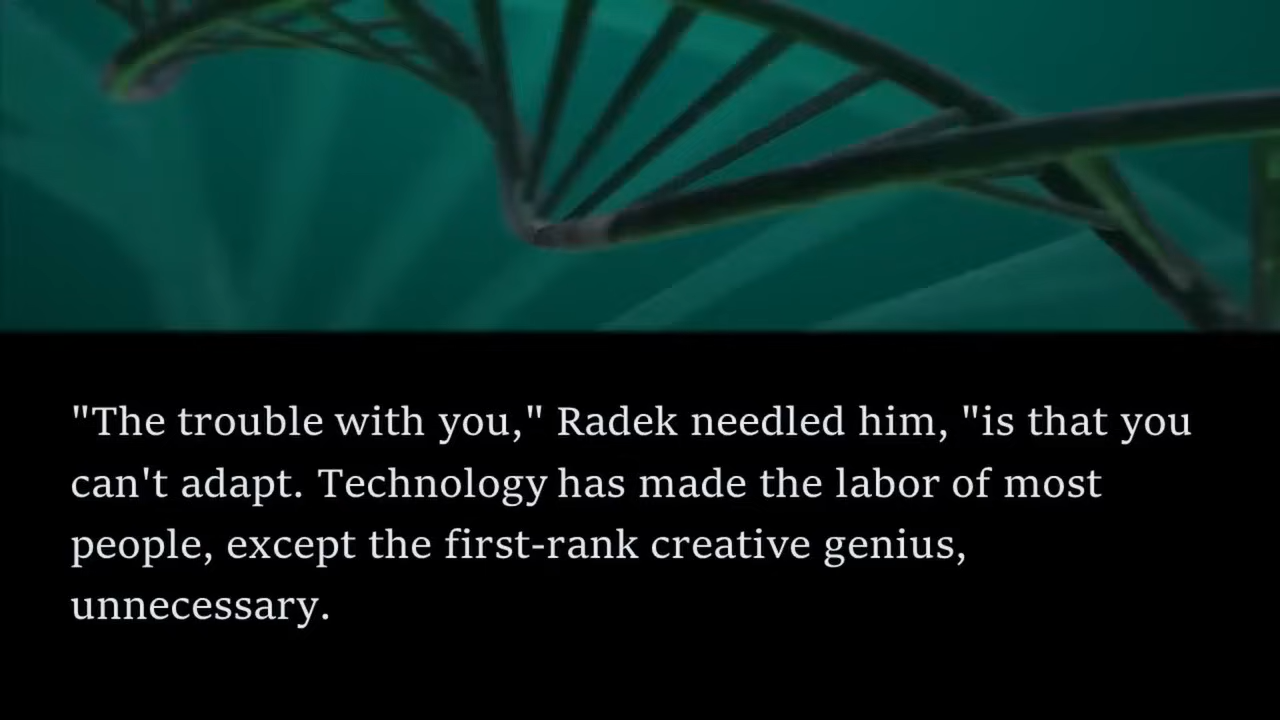 "The trouble with you," Radek needled him, "is that you
can't adapt. Technology has made the labor of most
people, except the first-rank creative genius,
unnecessary.